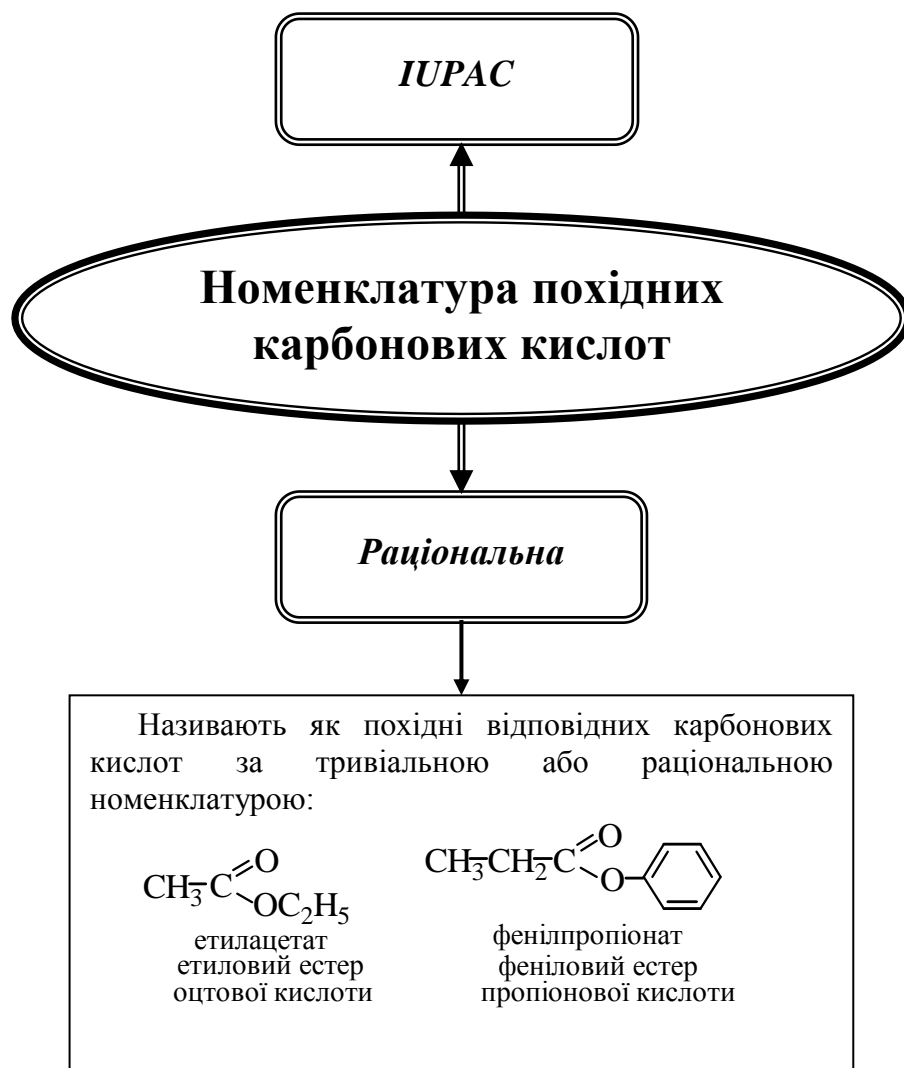 IUPAC
Номенклатура похідних
карбонових кислот
Раціональна
Називають як похідні відповідних карбонових
кислот за тривіальною або раціональною
номенклатурою:
CH3-C
O
OC2H5
CH3-CH2-C
O
O
етилацетат
етиловий естер
оцтової кислоти
фенілпропіонат
феніловий естер
пропіонової кислоти